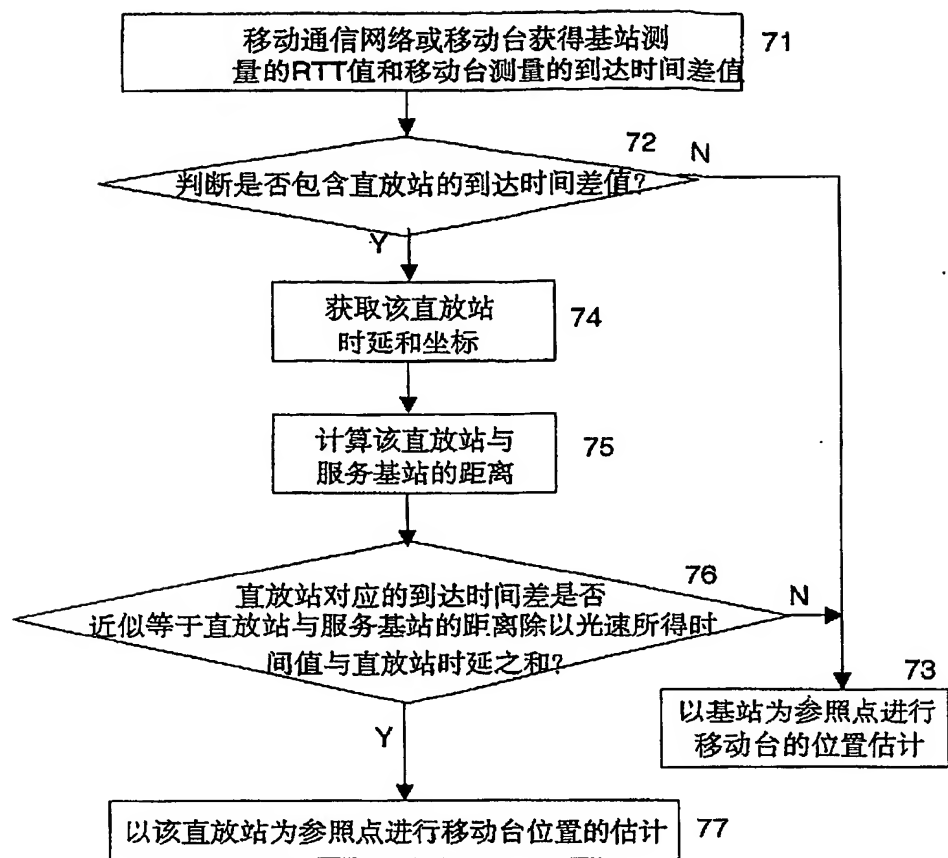 移动通信网络或移动台获得基站测
量的RTT值和移动台测量的到达时间差值
71
72
N
判断是否包含直放站的到达时间差值?
Y
获取该直放站
时延和坐标
74
计算该直放站与
服务基站的距离
75
76
直放站对应的到达时间差是否
近似等于直放站与服务基站的距离除以光速所得时
间值与直放站时延之和?
N
73
以基站为参照点进行
移动台的位置估计
Y
以该直放站为参照点进行移动台位置的估计
77